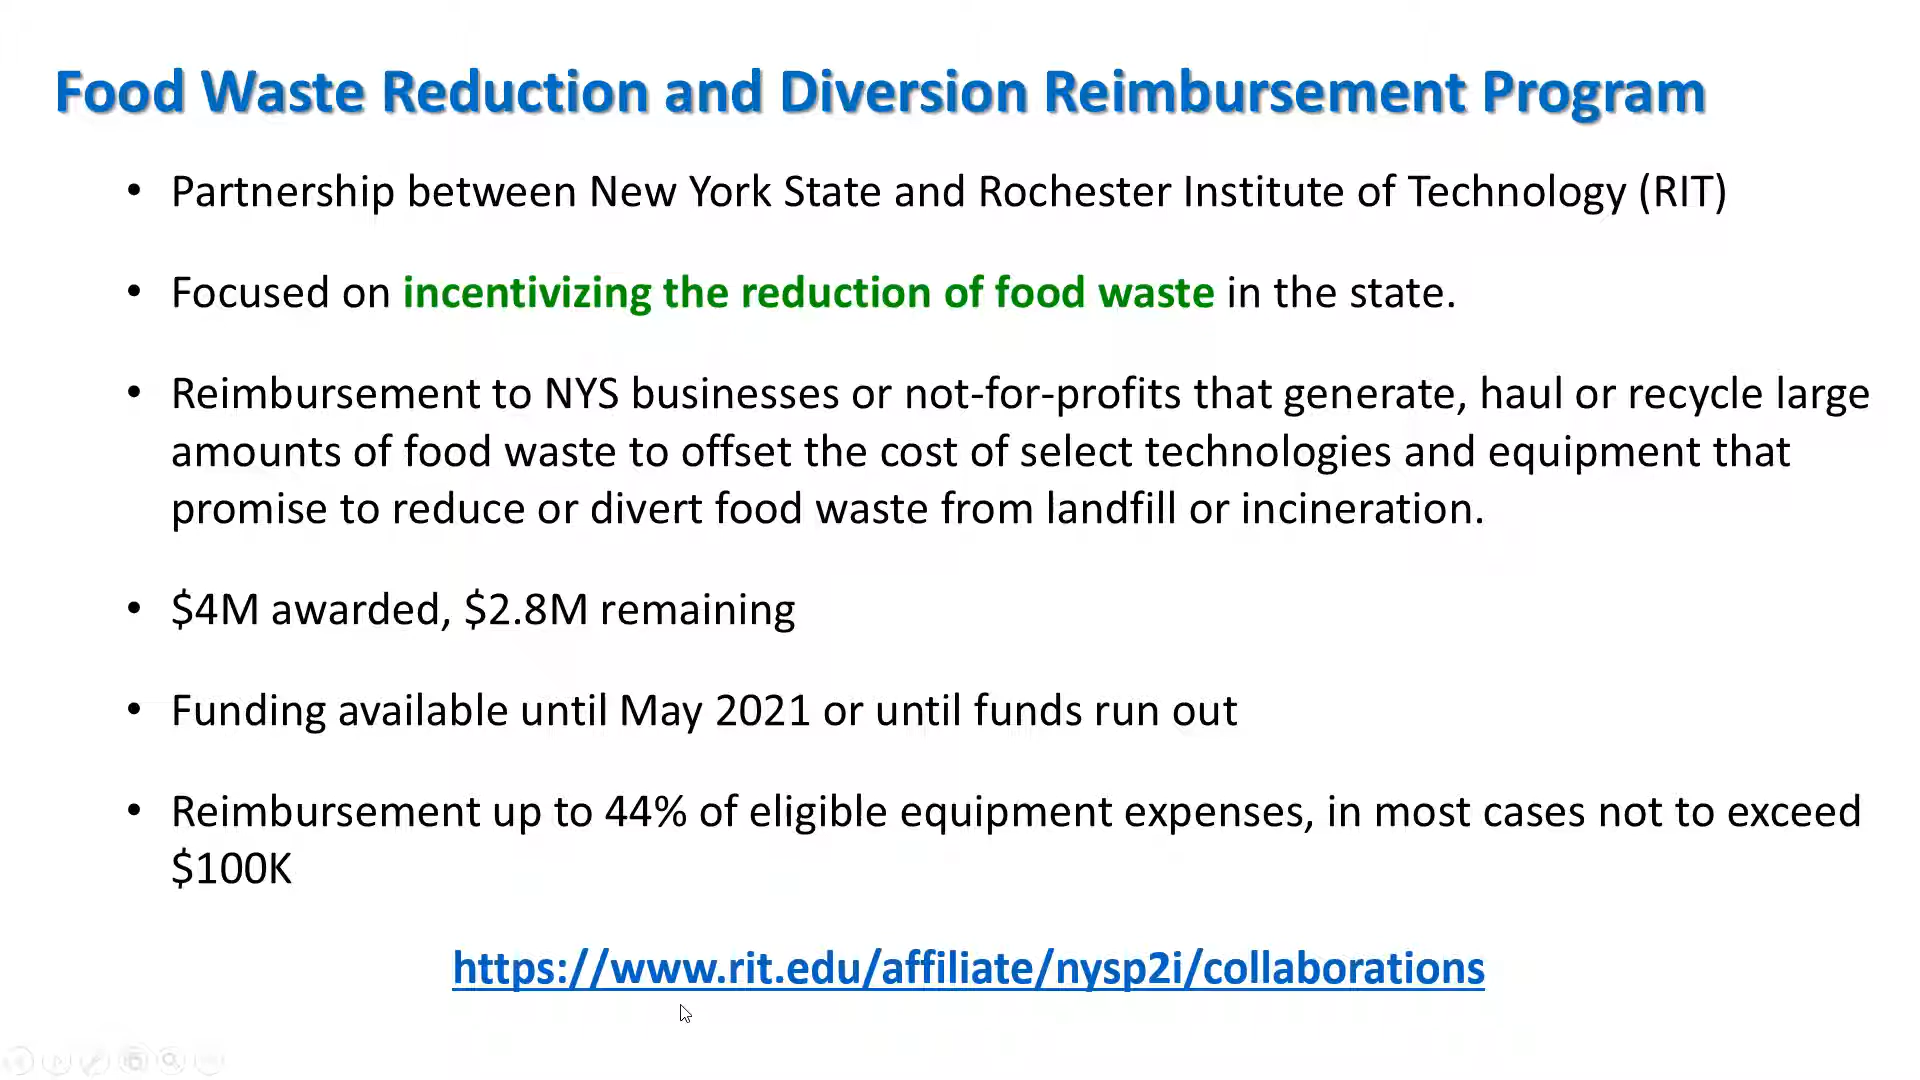 Food Waste Reduction and Diversion Reimbursement Program
• Partnership between New York State and Rochester Institute of Technology (RIT)
• Focused on incentivizing the reduction of food waste in the state.
• Reimbursement to NYS businesses or not-for-profits that generate, haul or recycle large
amounts of food waste to offset the cost of select technologies and equipment that
promise to reduce or divert food waste from landfill or incineration.
• $4M awarded, $2.8M remaining
• Funding available until May 2021 or until funds run out
• Reimbursement up to 44% of eligible equipment expenses, in most cases not to exceed
$100K
https://www.rit.edu/affiliate/nysp2i/collaborations